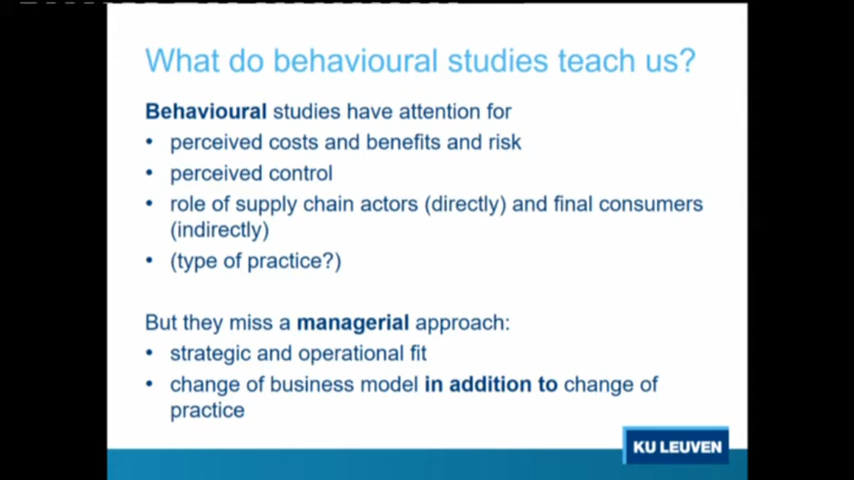 What do behavioural studies teach us?
Behavioural studies have attention for
• perceived costs and benefits and risk
• perceived control
• role of supply chain actors (directly) and final consumers
(indirectly)
• (type of practice?)
But they miss a managerial approach:
• strategic and operational fit
• change of business model in addition to change of
practice
KU LEUVEN